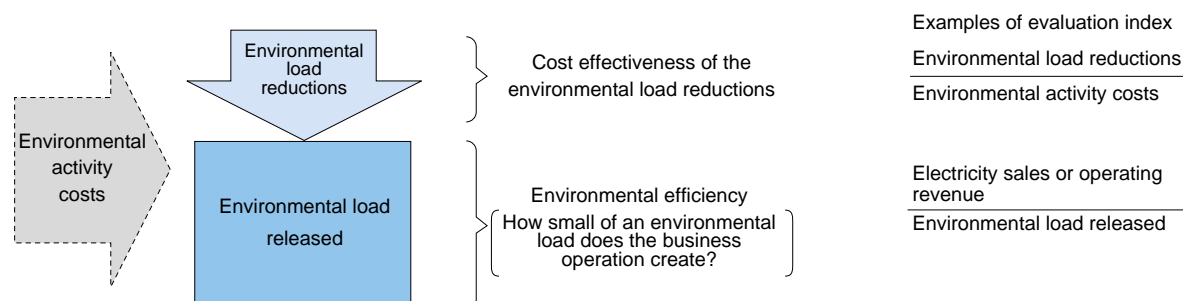 Environmental
activity
costs
Environmental
load
reductions
Environmental load
released
Cost effectiveness of the
environmental load reductions
Environmental efficiency
How small of an environmental
load does the business
operation create?
Examples of evaluation index
Environmental load reductions
Environmental activity costs
Electricity sales or operating
revenue
Environmental load released